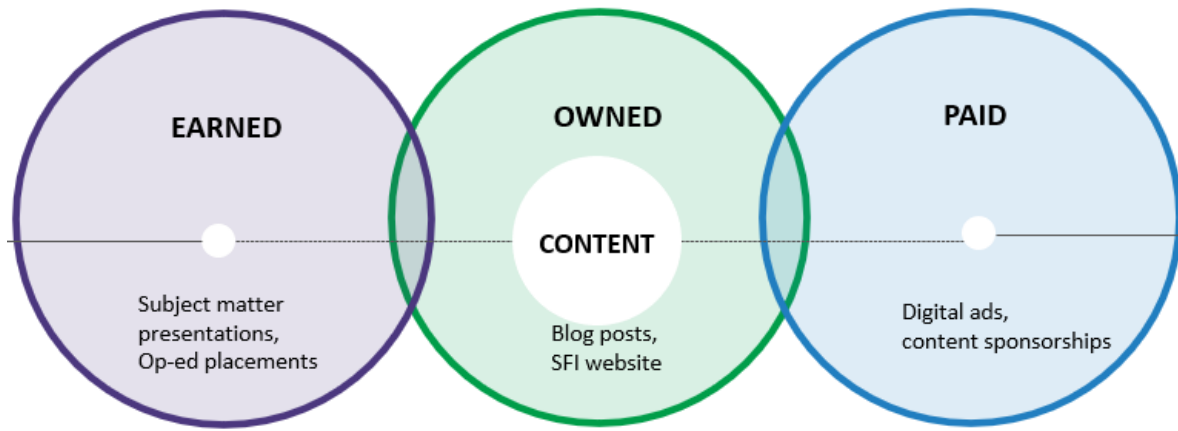 EARNED
OWNED
PAID
CONTENT
Subject matter
presentations,
Op-ed placements
Blog posts,
SFI website
Digital ads,
content sponsorships